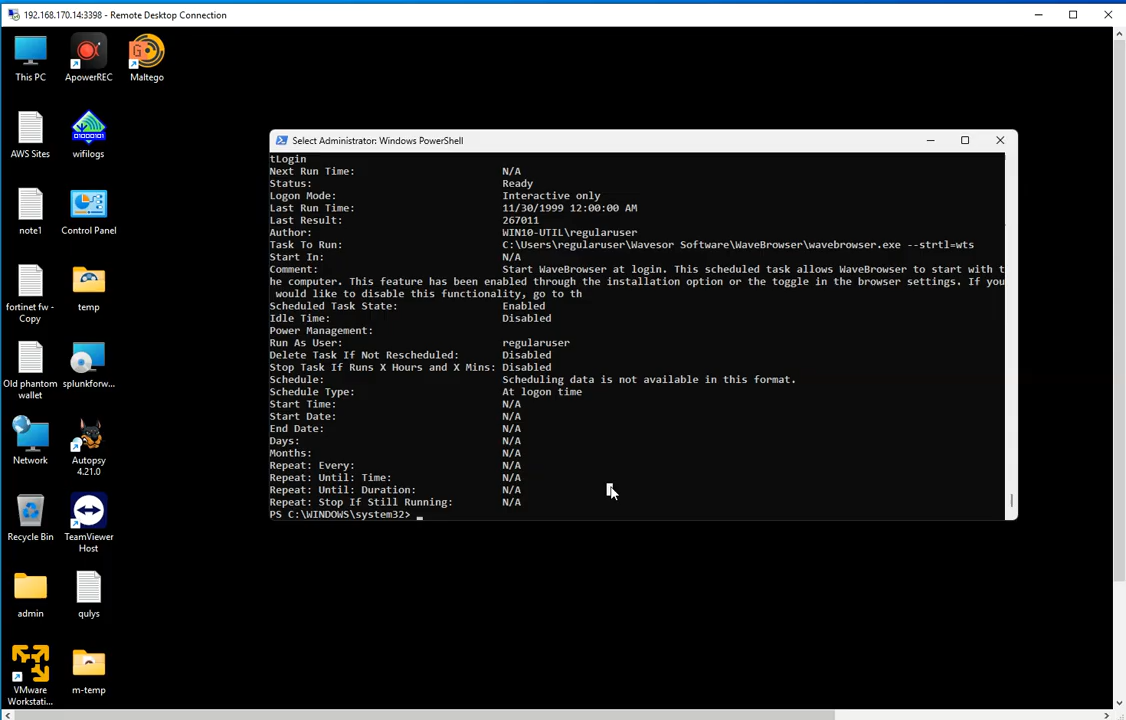 192.168.170.14:3398 - Remote Desktop Connection
This PC
ApowerREC
Maltego
AWS Sites
wifilogs
note1
Control Panel
fortinet fw - Copy
temp
Old phantom wallet
splunkforw...
Network
Autopsy 4.21.0
Recycle Bin
TeamViewer Host
admin
qulys
VMware Workstati...
m-temp
Select Administrator: Windows PowerShell
tLogin
Next Run Time: N/A
Status: Ready
Logon Mode: Interactive only
Last Run Time: 11/30/1999 12:00:00 AM
Last Result: 267011
Author: WIN10-UTIL\regularuser
Task To Run: C:\Users\regularuser\Wavesor Software\WaveBrowser\wavebrowser.exe --strtl=wts
Start In: N/A
Comment: Start WaveBrowser at login. This scheduled task allows WaveBrowser to start with t
he computer. This feature has been enabled through the installation option or the toggle in the browser settings. If you
would like to disable this functionality, go to th
Scheduled Task State: Enabled
Idle Time: Disabled
Power Management:
Run As User: regularuser
Delete Task If Not Rescheduled: Disabled
Stop Task If Runs X Hours and X Mins: Disabled
Schedule: Scheduling data is not available in this format.
Schedule Type: At logon time
Start Time: N/A
Start Date: N/A
End Date: N/A
Days: N/A
Months: N/A
Repeat: Every: N/A
Repeat: Until: Time: N/A
Repeat: Until: Duration: N/A
Repeat: Stop If Still Running: N/A
PS C:\WINDOWS\system32>